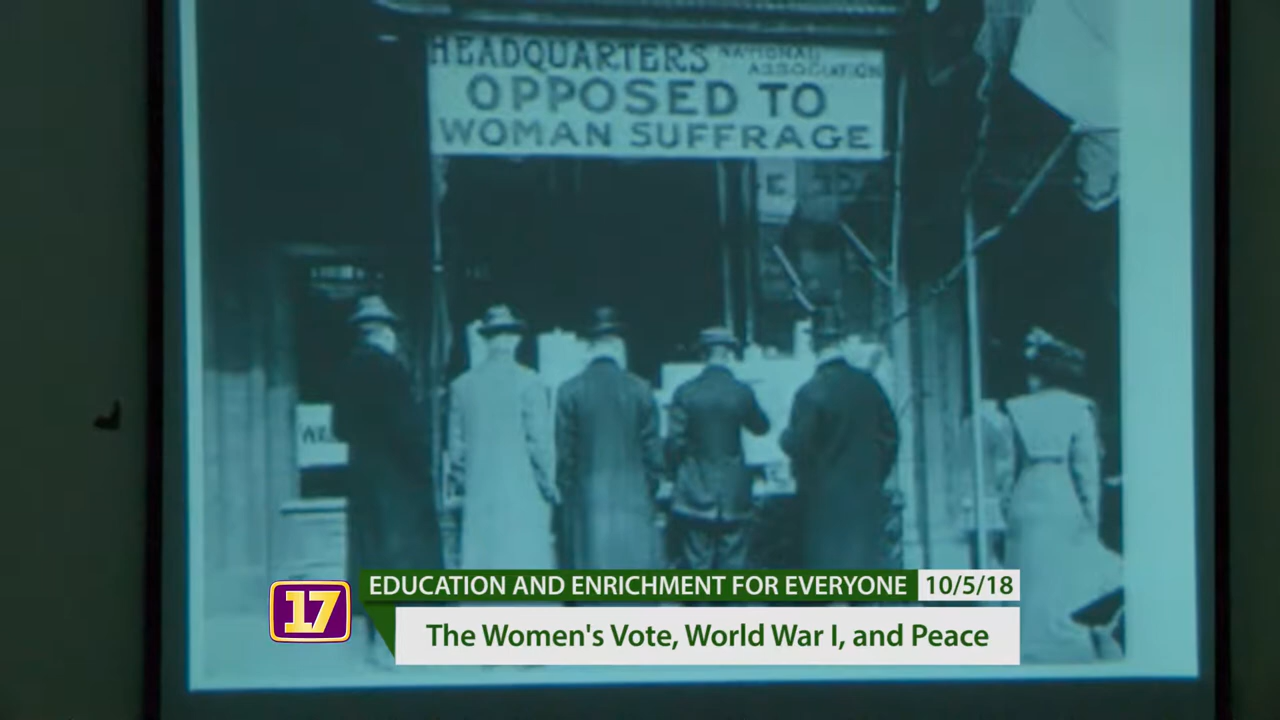 HEADQUARTERS NATIONAL ASSOCIATION
OPPOSED TO
WOMAN SUFFRAGE
17
EDUCATION AND ENRICHMENT FOR EVERYONE 10/5/18
The Women's Vote, World War I, and Peace